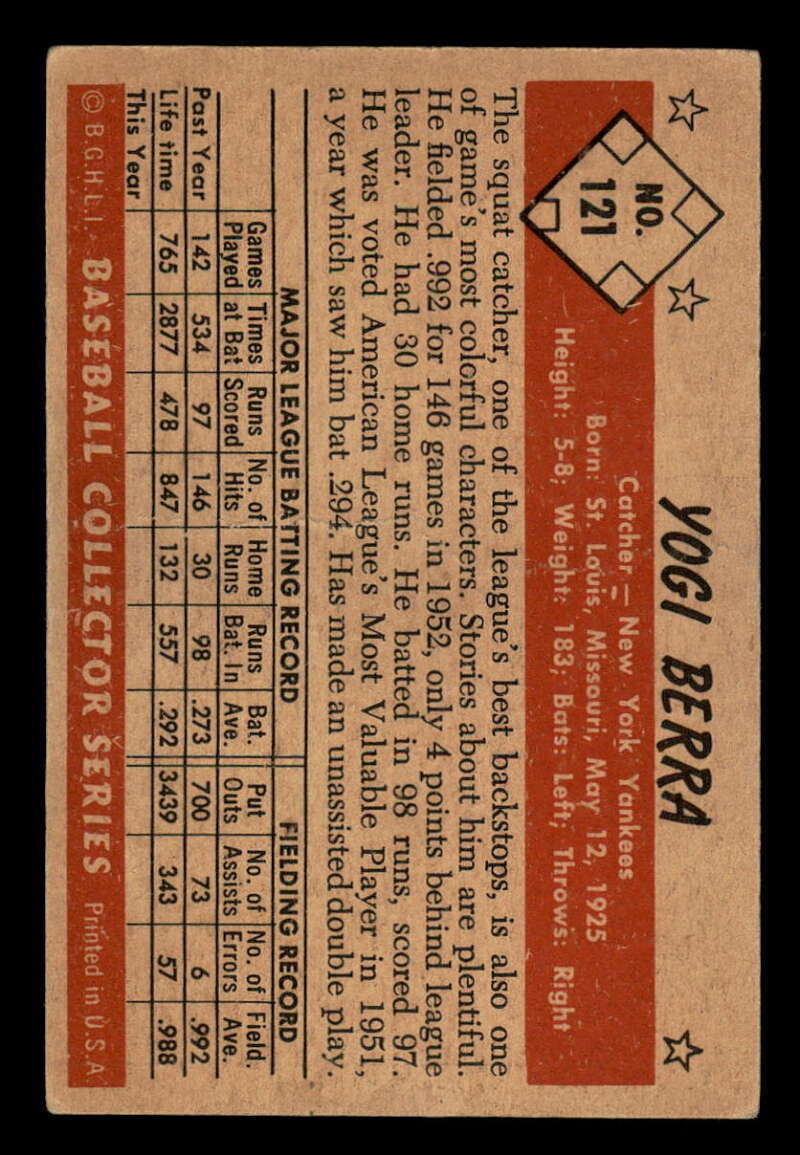 NO.
121
YOGI BERRA
Catcher — New York Yankees
Born: St. Louis, Missouri, May 12, 1925
Height: 5-8; Weight: 183; Bats: Left; Throws: Right
The squat catcher, one of the league's best backstops, is also one
of game's most colorful characters. Stories about him are plentiful.
He fielded .992 for 146 games in 1952, only 4 points behind league
leader. He had 30 home runs. He batted in 98 runs, scored 97.
He was voted American League's Most Valuable Player in 1951,
a year which saw him bat .294. Has made an unassisted double play.
MAJOR LEAGUE BATTING RECORD FIELDING RECORD
Games Times Runs No. of Home Runs Bat. Put No. of No. of Field.
Played at Bat Scored Hits Runs Bat. In Ave. Outs Assists Errors Ave.
Past Year 142 534 97 146 30 98 .273 700 73 6 .992
Life time 765 2877 478 847 132 557 .292 3439 343 57 .988
This Year
© B.G.H.L.I. BASEBALL COLLECTOR SERIES Printed in U.S.A.